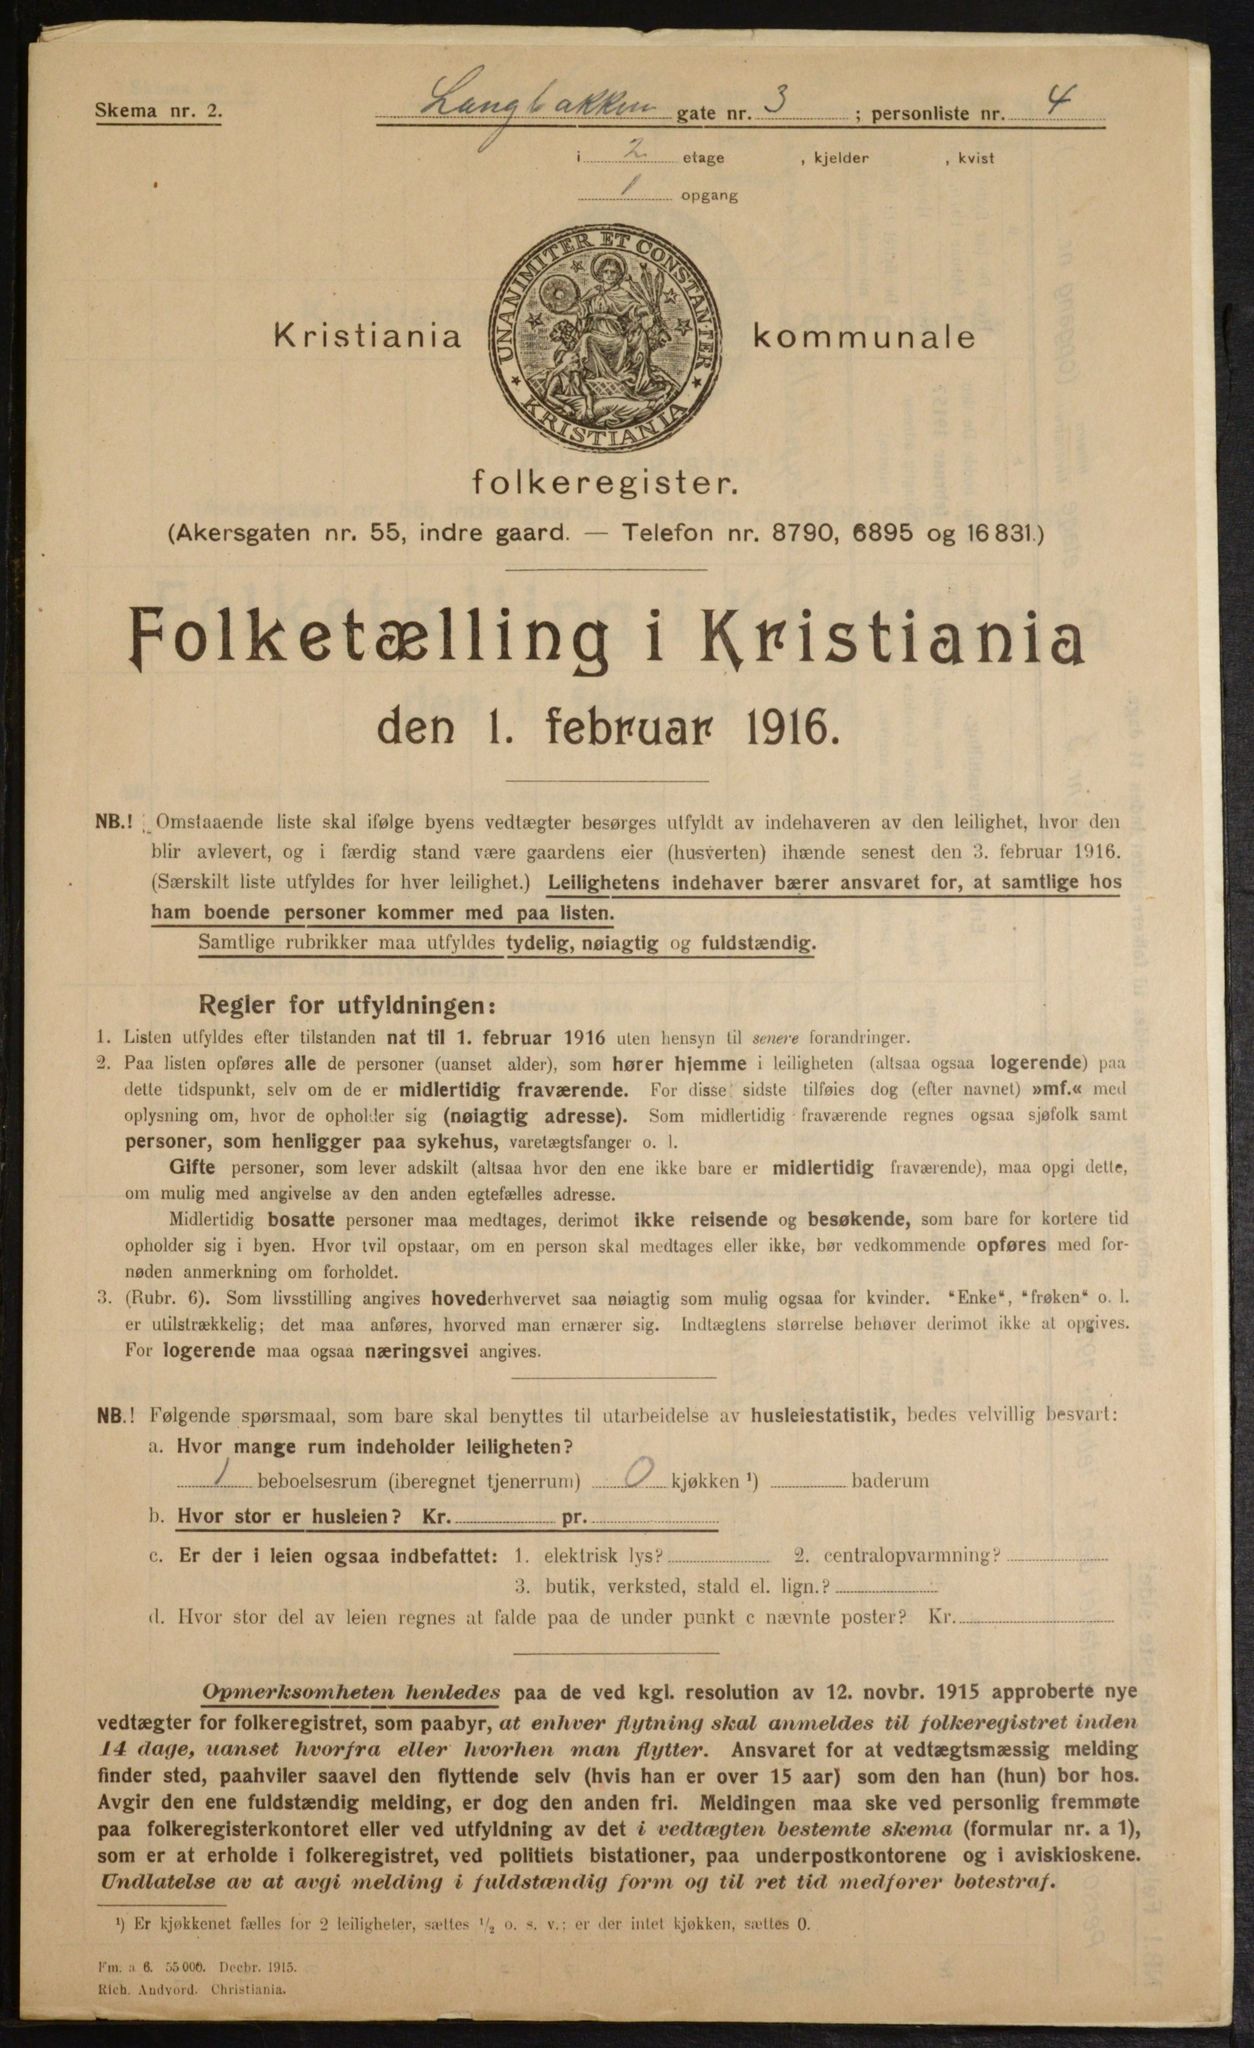 Skema nr. 2.
Langbakken gate nr. 3 ; personliste nr. 4
i 2 etage , kjelder , kvist
1 opgang
UNANIMITER ET CONSTANTER
KRISTIANIA
Kristiania kommunale
folkeregister.
(Akersgaten nr. 55, indre gaard. — Telefon nr. 8790, 6895 og 16831.)
Folketælling i Kristiania
den 1. februar 1916.
NB.! Omstaaende liste skal ifølge byens vedtægter besørges utfyldt av indehaveren av den leilighet, hvor den
blir avlevert, og i færdig stand være gaardens eier (husverten) ihænde senest den 3. februar 1916.
(Særskilt liste utfyldes for hver leilighet.) Leilighetens indehaver bærer ansvaret for, at samtlige hos
ham boende personer kommer med paa listen.
Samtlige rubrikker maa utfyldes tydelig, nøiagtig og fuldstændig.
Regler for utfyldningen:
1. Listen utfyldes efter tilstanden nat til 1. februar 1916 uten hensyn til senere forandringer.
2. Paa listen opføres alle de personer (uanset alder), som hører hjemme i leiligheten (altsaa ogsaa logerende) paa
dette tidspunkt, selv om de er midlertidig fraværende. For disse sidste tilføies dog (efter navnet) »mf.« med
oplysning om, hvor de opholder sig (nøiagtig adresse). Som midlertidig fraværende regnes ogsaa sjøfolk samt
personer, som henligger paa sykehus, varetægtsfanger o. l.
Gifte personer, som lever adskilt (altsaa hvor den ene ikke bare er midlertidig fraværende), maa opgi dette,
om mulig med angivelse av den anden egtefælles adresse.
Midlertidig bosatte personer maa medtages, derimot ikke reisende og besøkende, som bare for kortere tid
opholder sig i byen. Hvor tvil opstaar, om en person skal medtages eller ikke, bør vedkommende opføres med for-
nøden anmerkning om forholdet.
3. (Rubr. 6). Som livsstilling angives hovederhvervet saa nøiagtig som mulig ogsaa for kvinder. "Enke", "frøken" o. l.
er utilstrækkelig; det maa anføres, hvorved man ernærer sig. Indtægtens størrelse behøver derimot ikke at opgives.
For logerende maa ogsaa næringsvei angives.
NB.! Følgende spørsmaal, som bare skal benyttes til utarbeidelse av husleiestatistik, bedes velvillig besvart:
a. Hvor mange rum indeholder leiligheten?
1 beboelsesrum (iberegnet tjenerrum) 0 kjøkken ¹) baderum
b. Hvor stor er husleien? Kr. pr.
c. Er der i leien ogsaa indbefattet: 1. elektrisk lys? 2. centralopvarmning?
3. butik, verksted, stald el. lign.?
d. Hvor stor del av leien regnes at falde paa de under punkt c nævnte poster? Kr.
Opmerksomheten henledes paa de ved kgl. resolution av 12. novbr. 1915 approberte nye
vedtægter for folkeregistret, som paabyr, at enhver flytning skal anmeldes til folkeregistret inden
14 dage, uanset hvorfra eller hvorhen man flytter. Ansvaret for at vedtægtsmæssig melding
finder sted, paahviler saavel den flyttende selv (hvis han er over 15 aar) som den han (hun) bor hos.
Avgir den ene fuldstændig melding, er dog den anden fri. Meldingen maa ske ved personlig fremmøte
paa folkeregisterkontoret eller ved utfyldning av det i vedtægten bestemte skema (formular nr. a 1),
som er at erholde i folkeregistret, ved politiets bistationer, paa underpostkontorene og i aviskioskene.
Undlatelse av at avgi melding i fuldstændig form og til ret tid medfører bøtestraf.
¹) Er kjøkkenet fælles for 2 leiligheter, sættes ½ o. s. v.; er der intet kjøkken, sættes 0.
Fm. a 6. 55000. Decbr. 1915.
Rich. Andvord. Christiania.